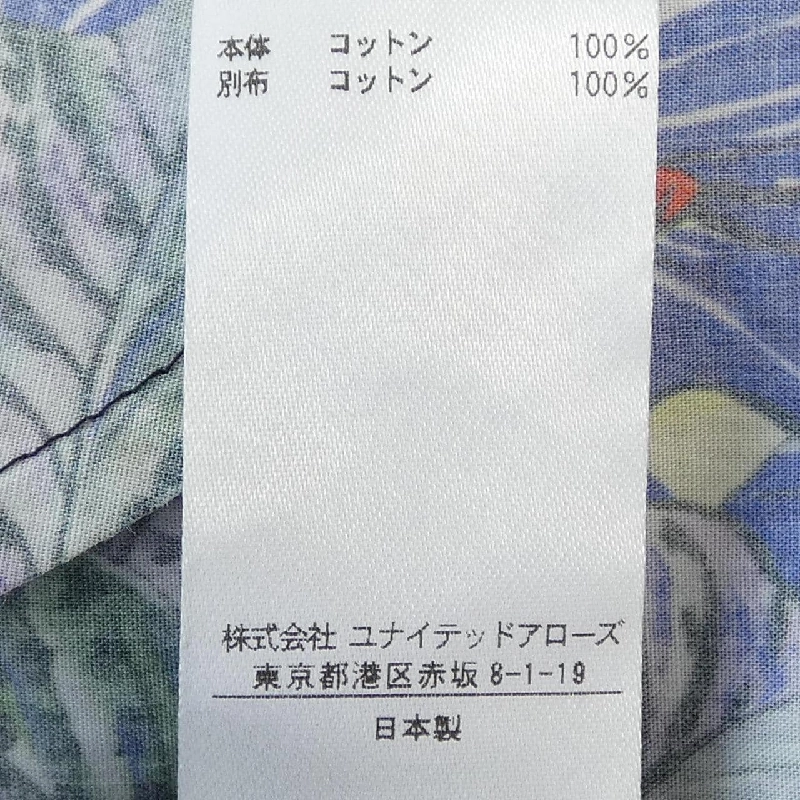 本体 コットン 100%
別布 コットン 100%
株式会社 ユナイテッドアローズ
東京都港区赤坂 8-1-19
日本製